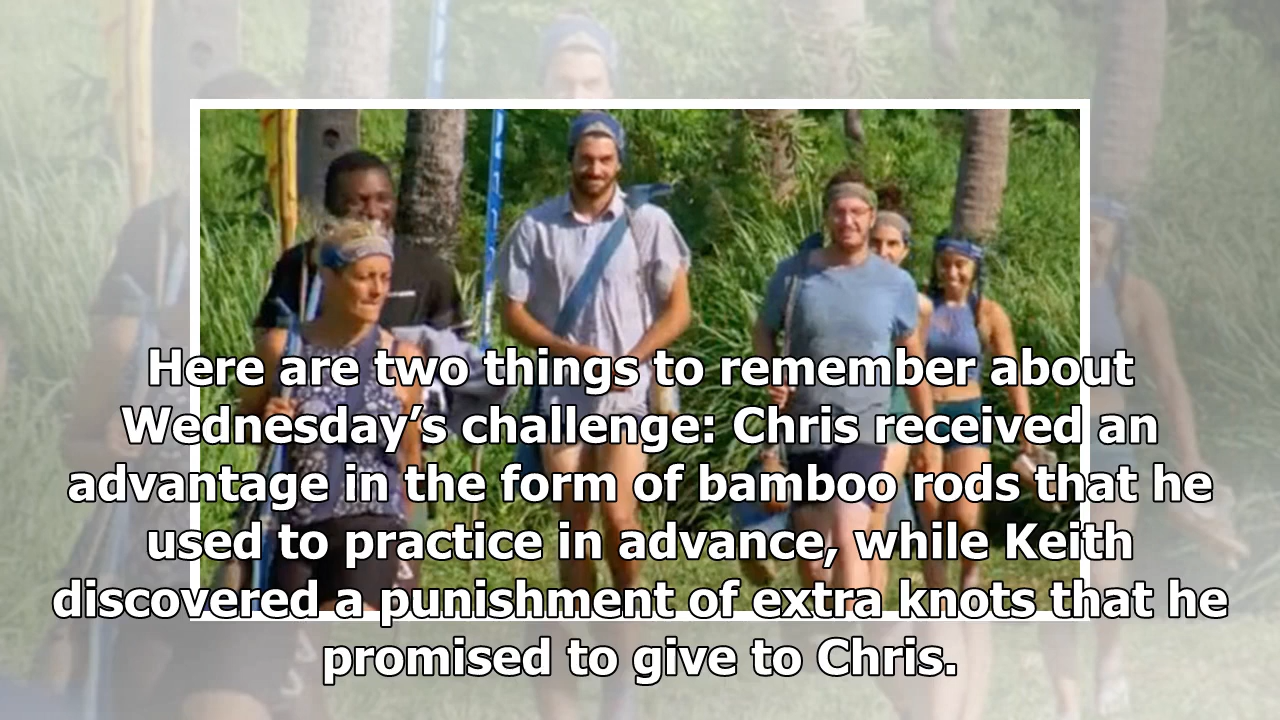 Here are two things to remember about
Wednesday’s challenge: Chris received an
advantage in the form of bamboo rods that he
used to practice in advance, while Keith
discovered a punishment of extra knots that he
promised to give to Chris.